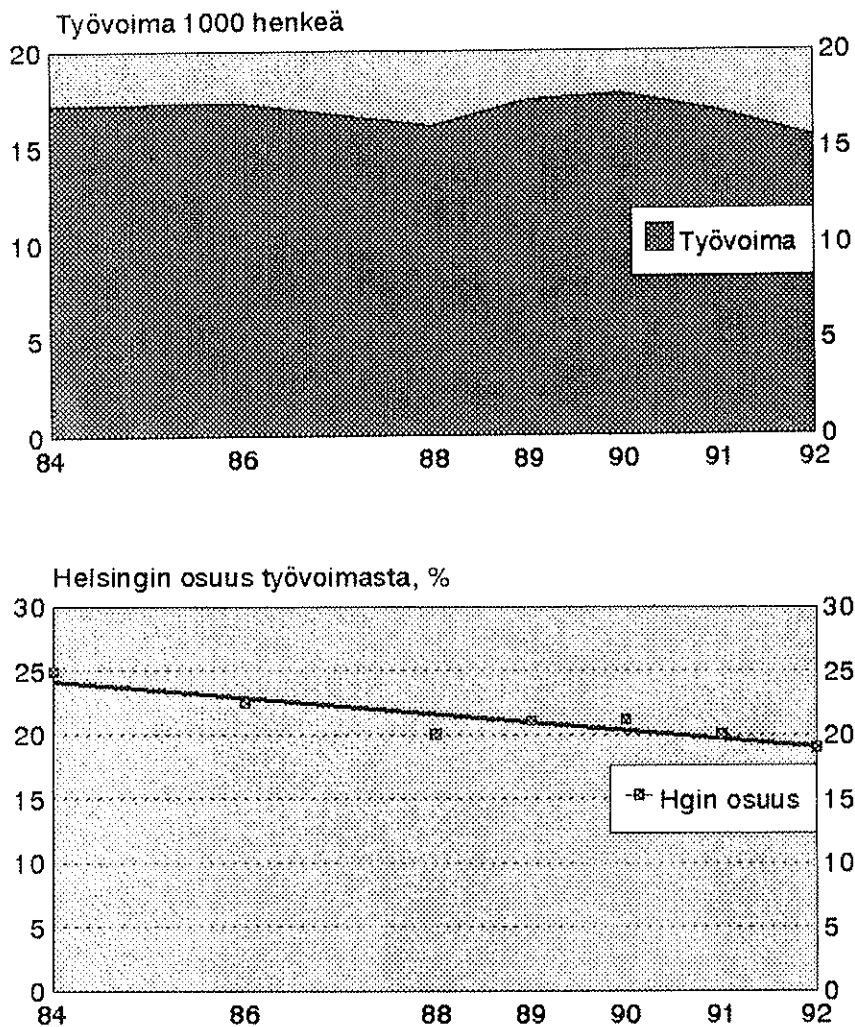 Työvoima 1000 henkeä
20 20
15 15
Työvoima
10 10
5 5
0 0
84 86 88 89 90 91 92
Helsingin osuus työvoimasta, %
30 30
25 25
20 20
15 Hgin osuus 15
10 10
5 5
0 0
84 86 88 89 90 91 92